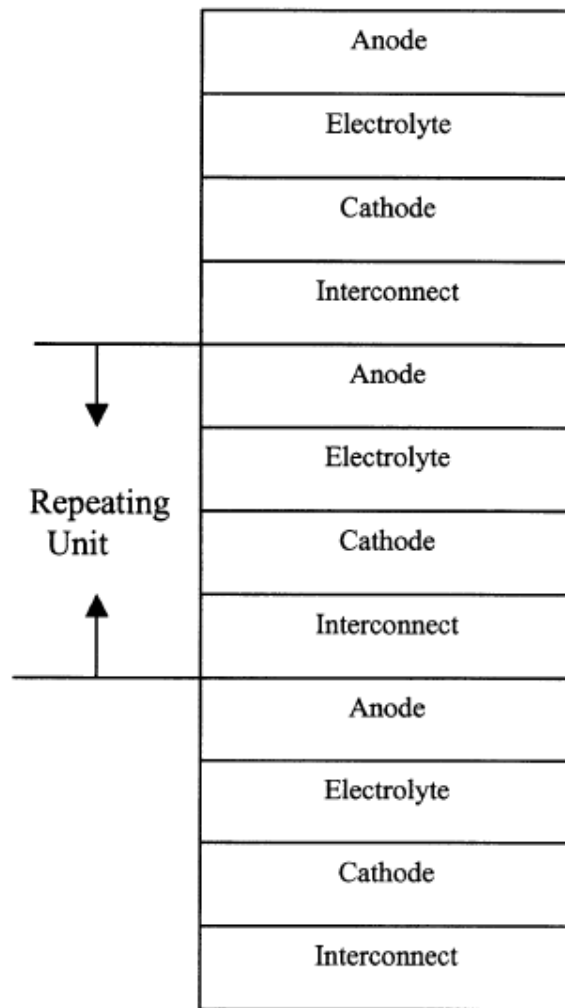 Anode
Electrolyte
Cathode
Interconnect
Anode
Electrolyte
Repeating
Unit
Cathode
Interconnect
Anode
Electrolyte
Cathode
Interconnect